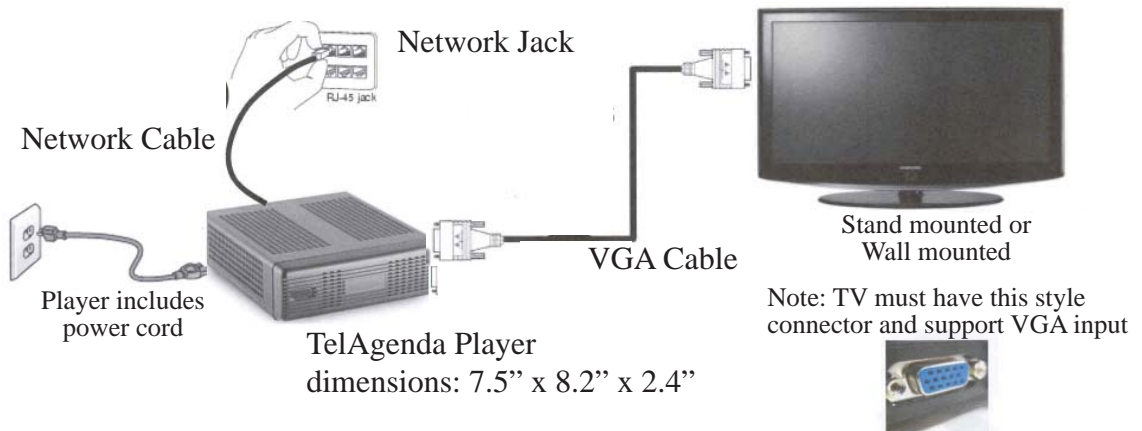 Network Jack
RJ-45 jack
Network Cable
VGA Cable
Stand mounted or
Wall mounted
Player includes
power cord
Note: TV must have this style
connector and support VGA input
TelAgenda Player
dimensions: 7.5” x 8.2” x 2.4”